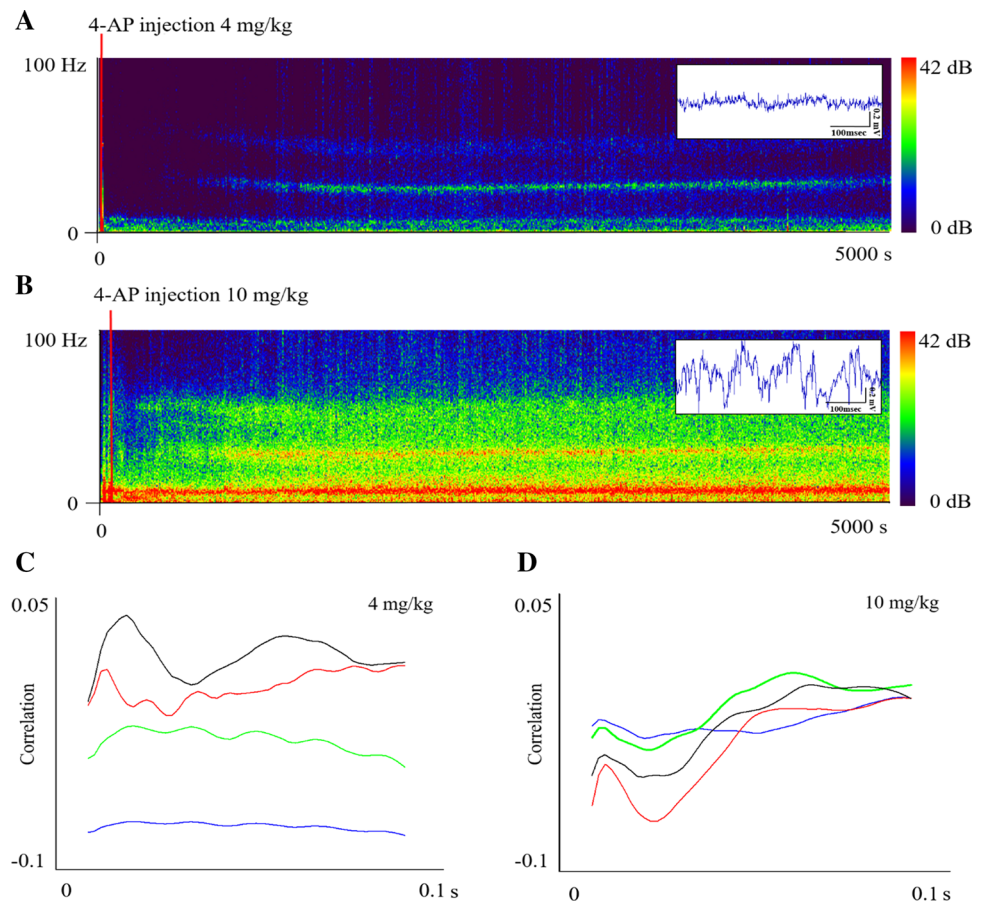 A
4-AP injection 4 mg/kg
100 Hz
42 dB
0.2 mV
100msec
0
0 dB
0
5000 s
B
4-AP injection 10 mg/kg
100 Hz
42 dB
0.2 mV
100msec
0
0 dB
0
5000 s
C
D
0.05
4 mg/kg
0.05
10 mg/kg
Correlation
Correlation
-0.1
-0.1
0
0.1 s
0
0.1 s